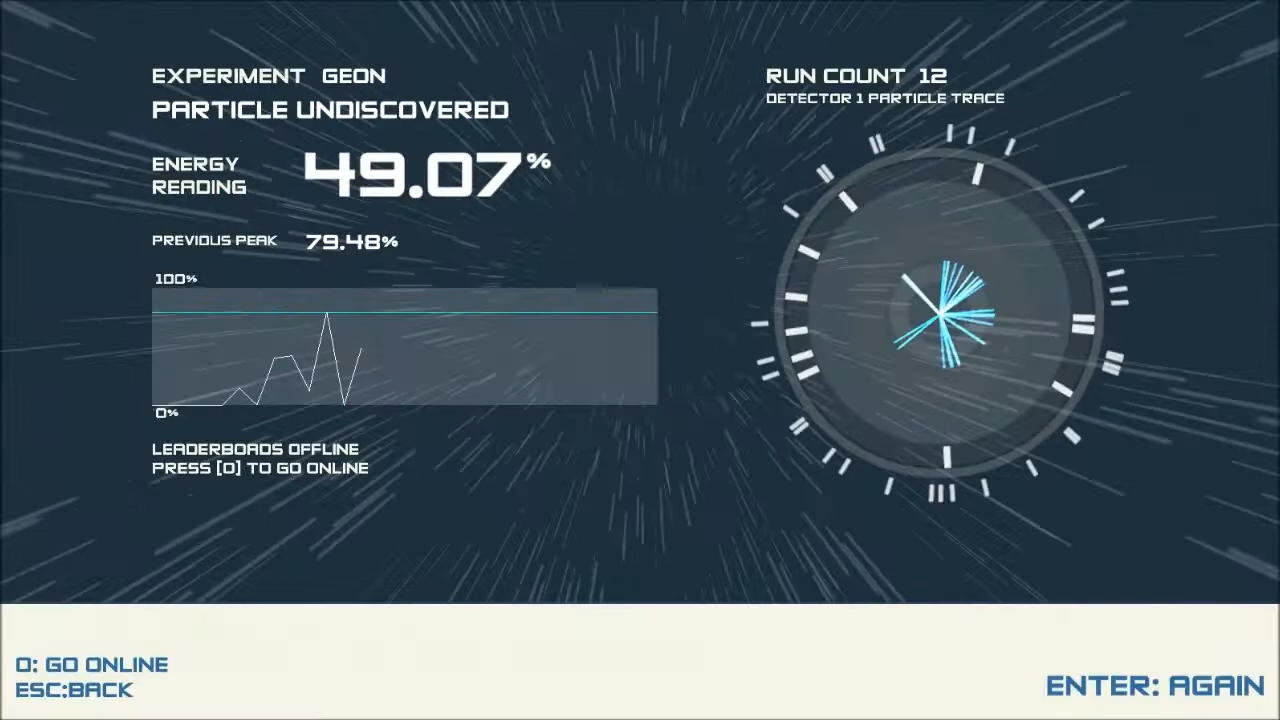 EXPERIMENT GEON
PARTICLE UNDISCOVERED
ENERGY
READING
49.07%
PREVIOUS PEAK 79.48%
100%
0%
LEADERBOARDS OFFLINE
PRESS [O] TO GO ONLINE
RUN COUNT 12
DETECTOR 1 PARTICLE TRACE
O: GO ONLINE
ESC:BACK
ENTER: AGAIN